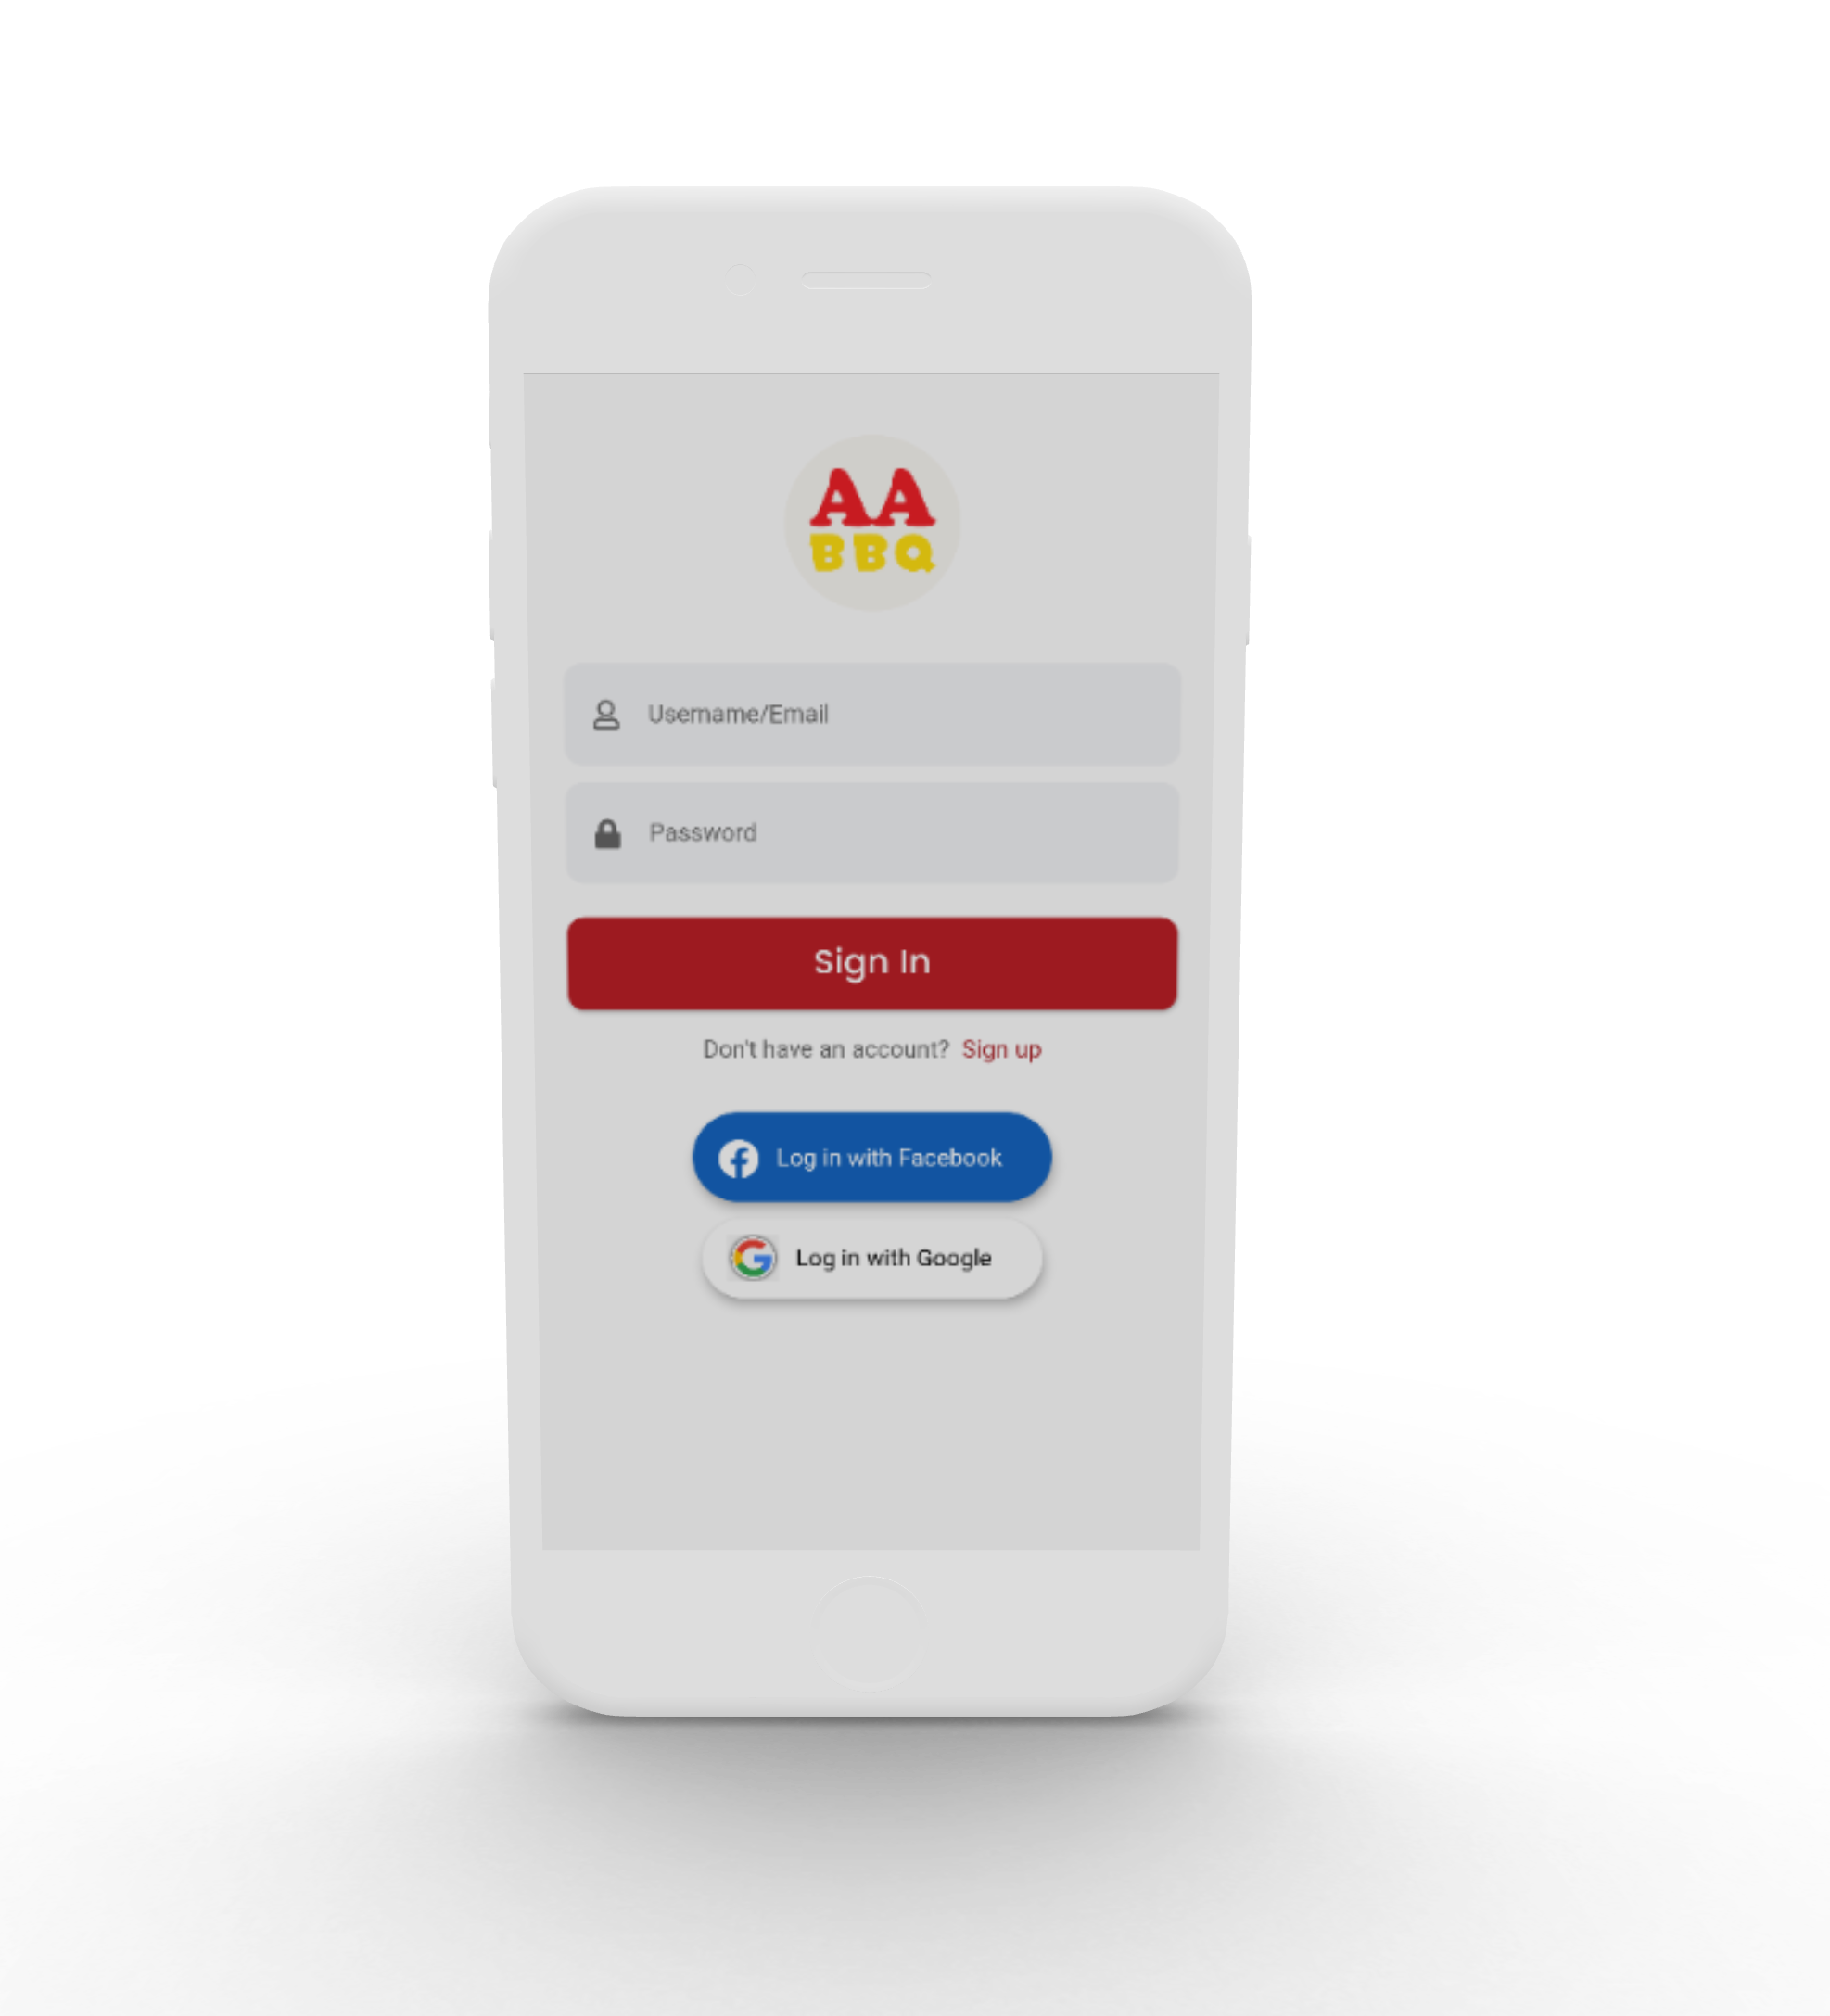 AA
BBQ
Username/Email
Password
Sign In
Don't have an account? Sign up
Log in with Facebook
Log in with Google